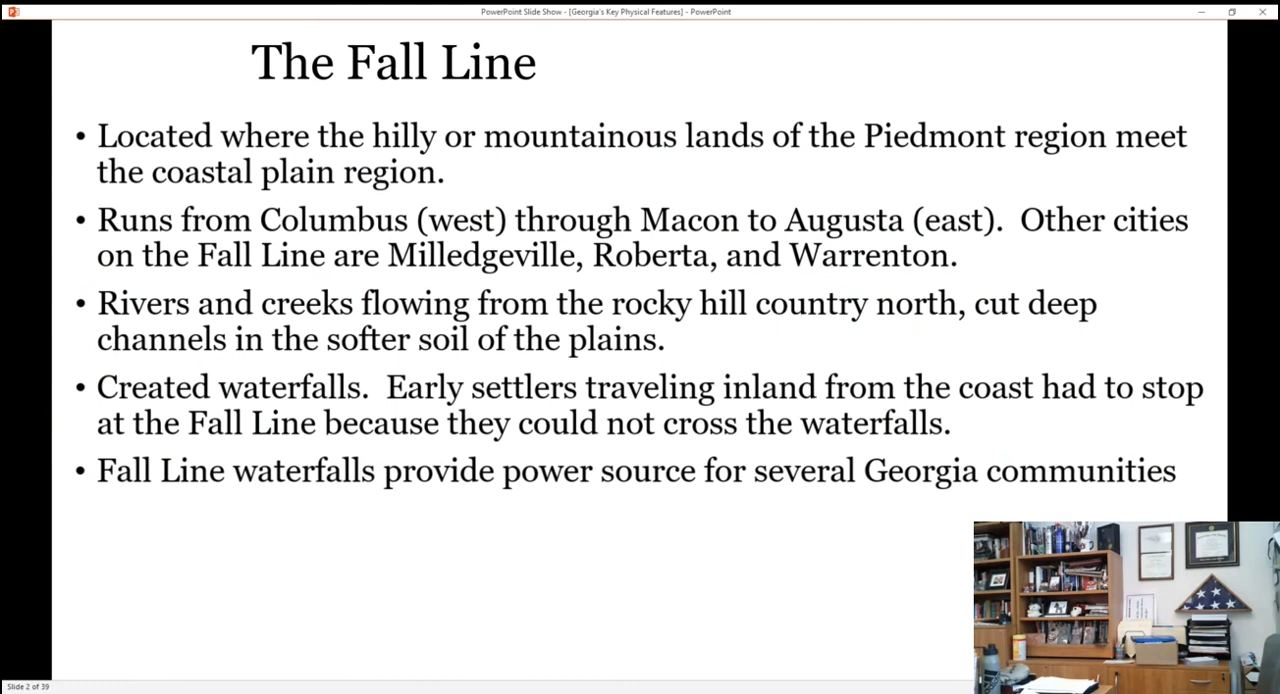 PowerPoint Slide Show - [Georgia's Key Physical Features] - PowerPoint
The Fall Line
• Located where the hilly or mountainous lands of the Piedmont region meet
the coastal plain region.
• Runs from Columbus (west) through Macon to Augusta (east).  Other cities
on the Fall Line are Milledgeville, Roberta, and Warrenton.
• Rivers and creeks flowing from the rocky hill country north, cut deep
channels in the softer soil of the plains.
• Created waterfalls.  Early settlers traveling inland from the coast had to stop
at the Fall Line because they could not cross the waterfalls.
• Fall Line waterfalls provide power source for several Georgia communities
Slide 2 of 39